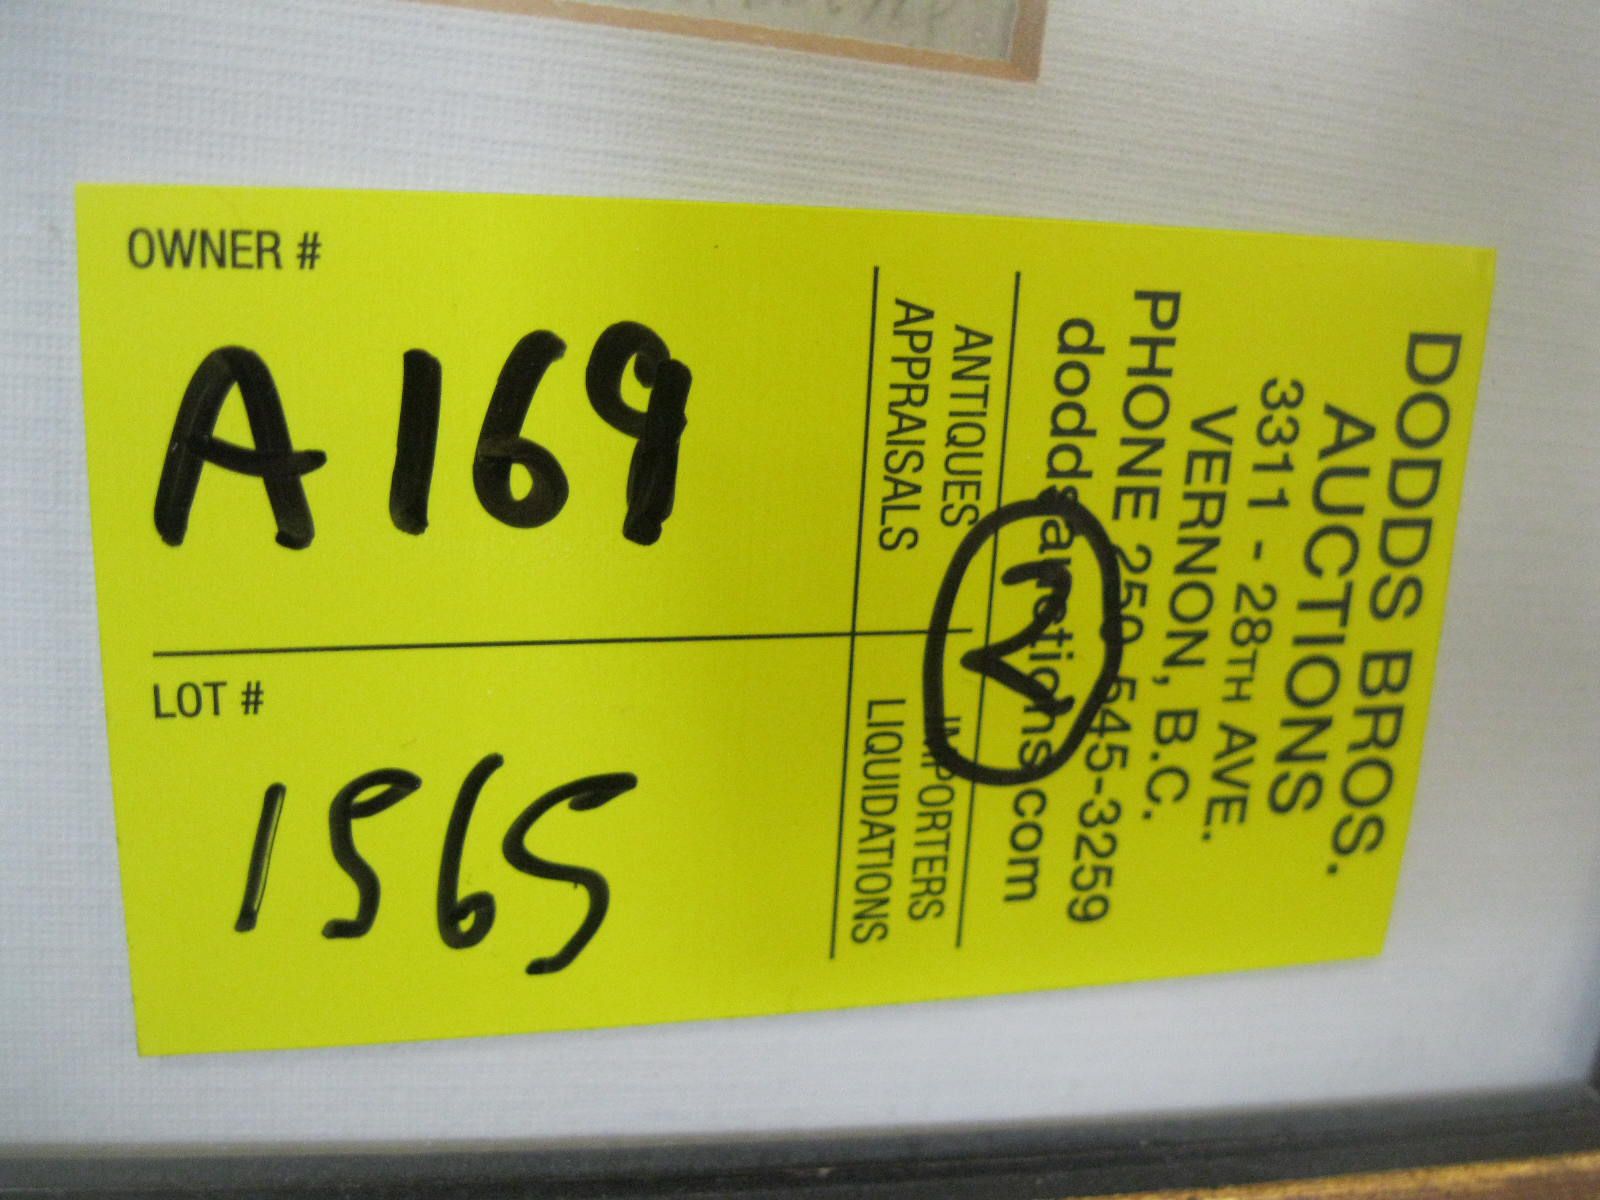 OWNER #
A169
LOT #
1565
DODDS BROS.
AUCTIONS
3311 - 28TH AVE.
VERNON, B.C.
PHONE 250-545-3259
doddsauctions.com
ANTIQUES IMPORTERS
APPRAISALS LIQUIDATIONS